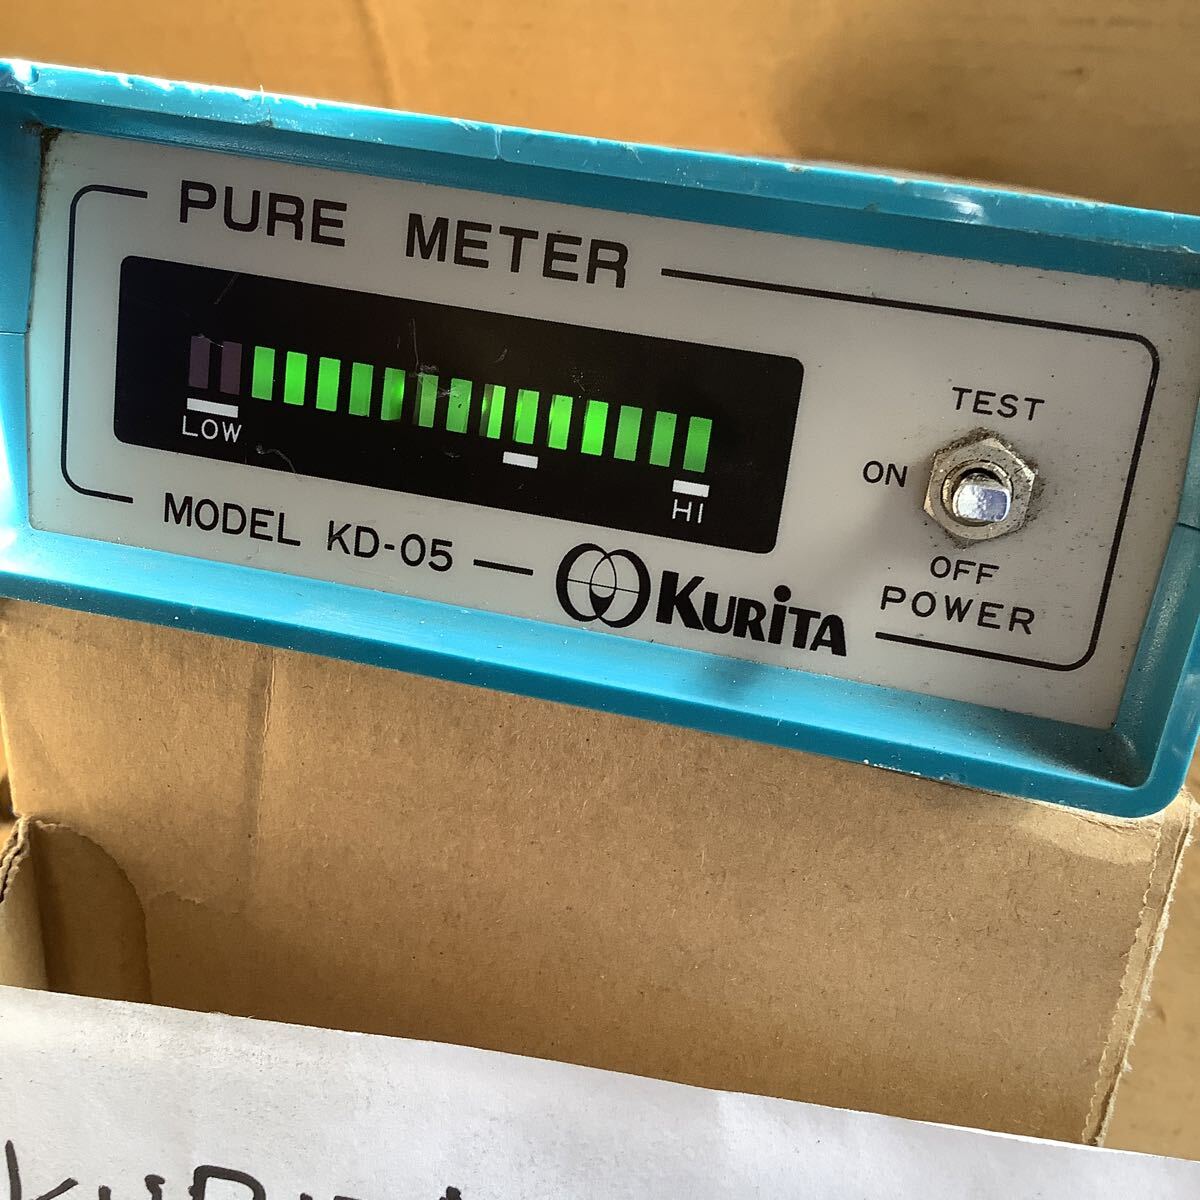 PURE METER
LOW
HI
MODEL KD-05
KURITA
TEST
ON
OFF
POWER